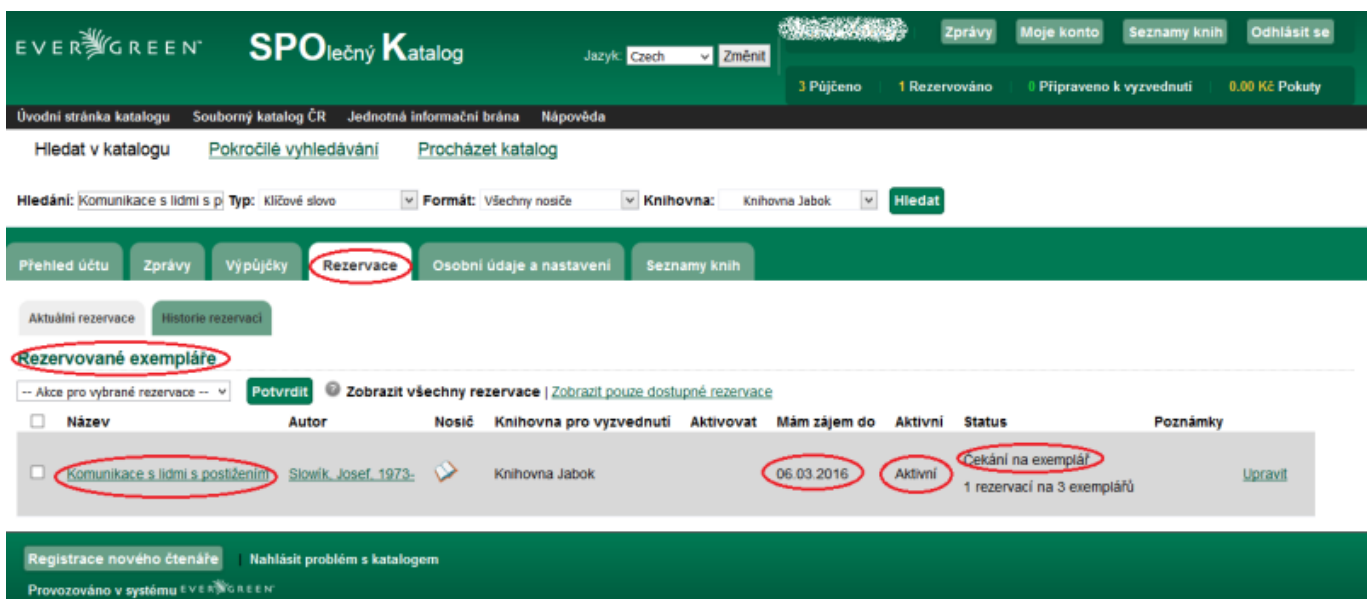 EVERGREEN SPOlečný Katalog Jazyk: Czech Změnit Zprávy Moje konto Seznamy knih Odhlásit se
3 Půjčeno 1 Rezervováno 0 Připraveno k vyzvednutí 0.00 Kč Pokuty
Úvodní stránka katalogu Souborný katalog ČR Jednotná informační brána Nápověda
Hledat v katalogu Pokročilé vyhledávání Procházet katalog
Hledání: Komunikace s lidmi s p Typ: Klíčové slovo Formát: Všechny nosiče Knihovna: Knihovna Jabok Hledat
Přehled účtu Zprávy Výpůjčky Rezervace Osobní údaje a nastavení Seznamy knih
Aktuální rezervace Historie rezervací
Rezervované exempláře
-- Akce pro vybrané rezervace -- Potvrdit Zobrazit všechny rezervace | Zobrazit pouze dostupné rezervace
Název Autor Nosič Knihovna pro vyzvednutí Aktivovat Mám zájem do Aktivní Status Poznámky
Komunikace s lidmi s postižením Slowík, Josef, 1973- Knihovna Jabok 06.03.2016 Aktivní Čekání na exemplář
1 rezervací na 3 exemplářů Upravit
Registrace nového čtenáře | Nahlásit problém s katalogem
Provozováno v systému EVERGREEN